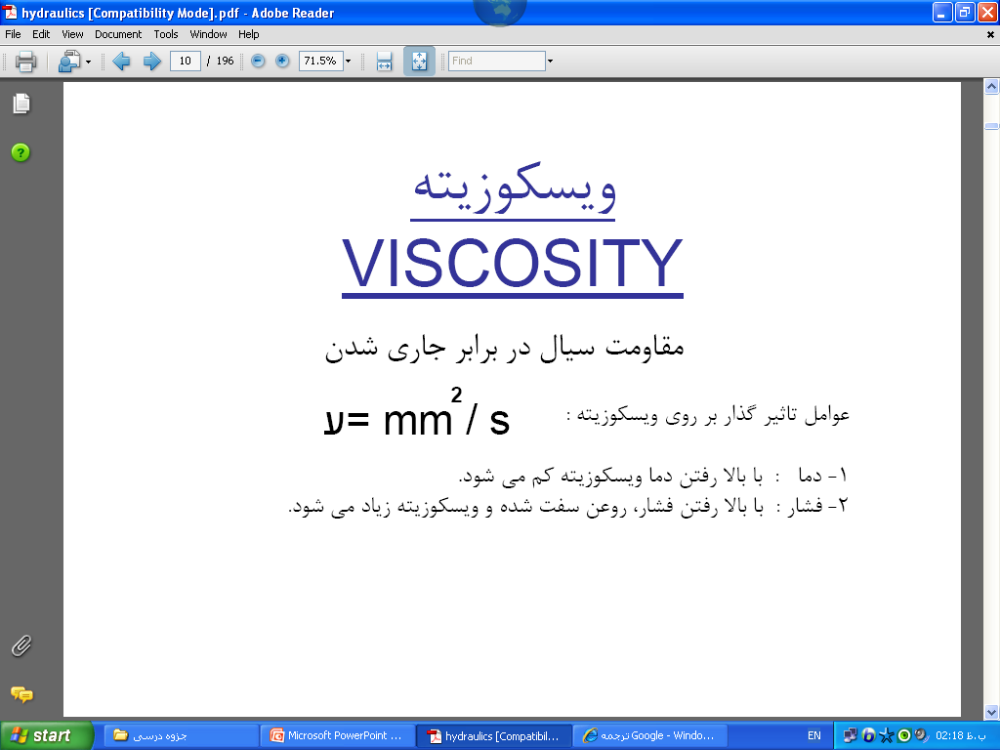 hydraulics [Compatibility Mode].pdf - Adobe Reader
File Edit View Document Tools Window Help
10 / 196 71.5% Find
ویسکوزیته
VISCOSITY
مقاومت سیال در برابر جاری شدن
عوامل تاثیر گذار بر روی ویسکوزیته :
ע= mm²/ s
۱- دما : با بالا رفتن دما ویسکوزیته کم می شود.
۲- فشار : با بالا رفتن فشار، روعن سفت شده و ویسکوزیته زیاد می شود.
start جزوه درسی Microsoft PowerPoint ... hydraulics [Compatibil... ترجمه Google - Windo... EN 02:18 ب.ظ